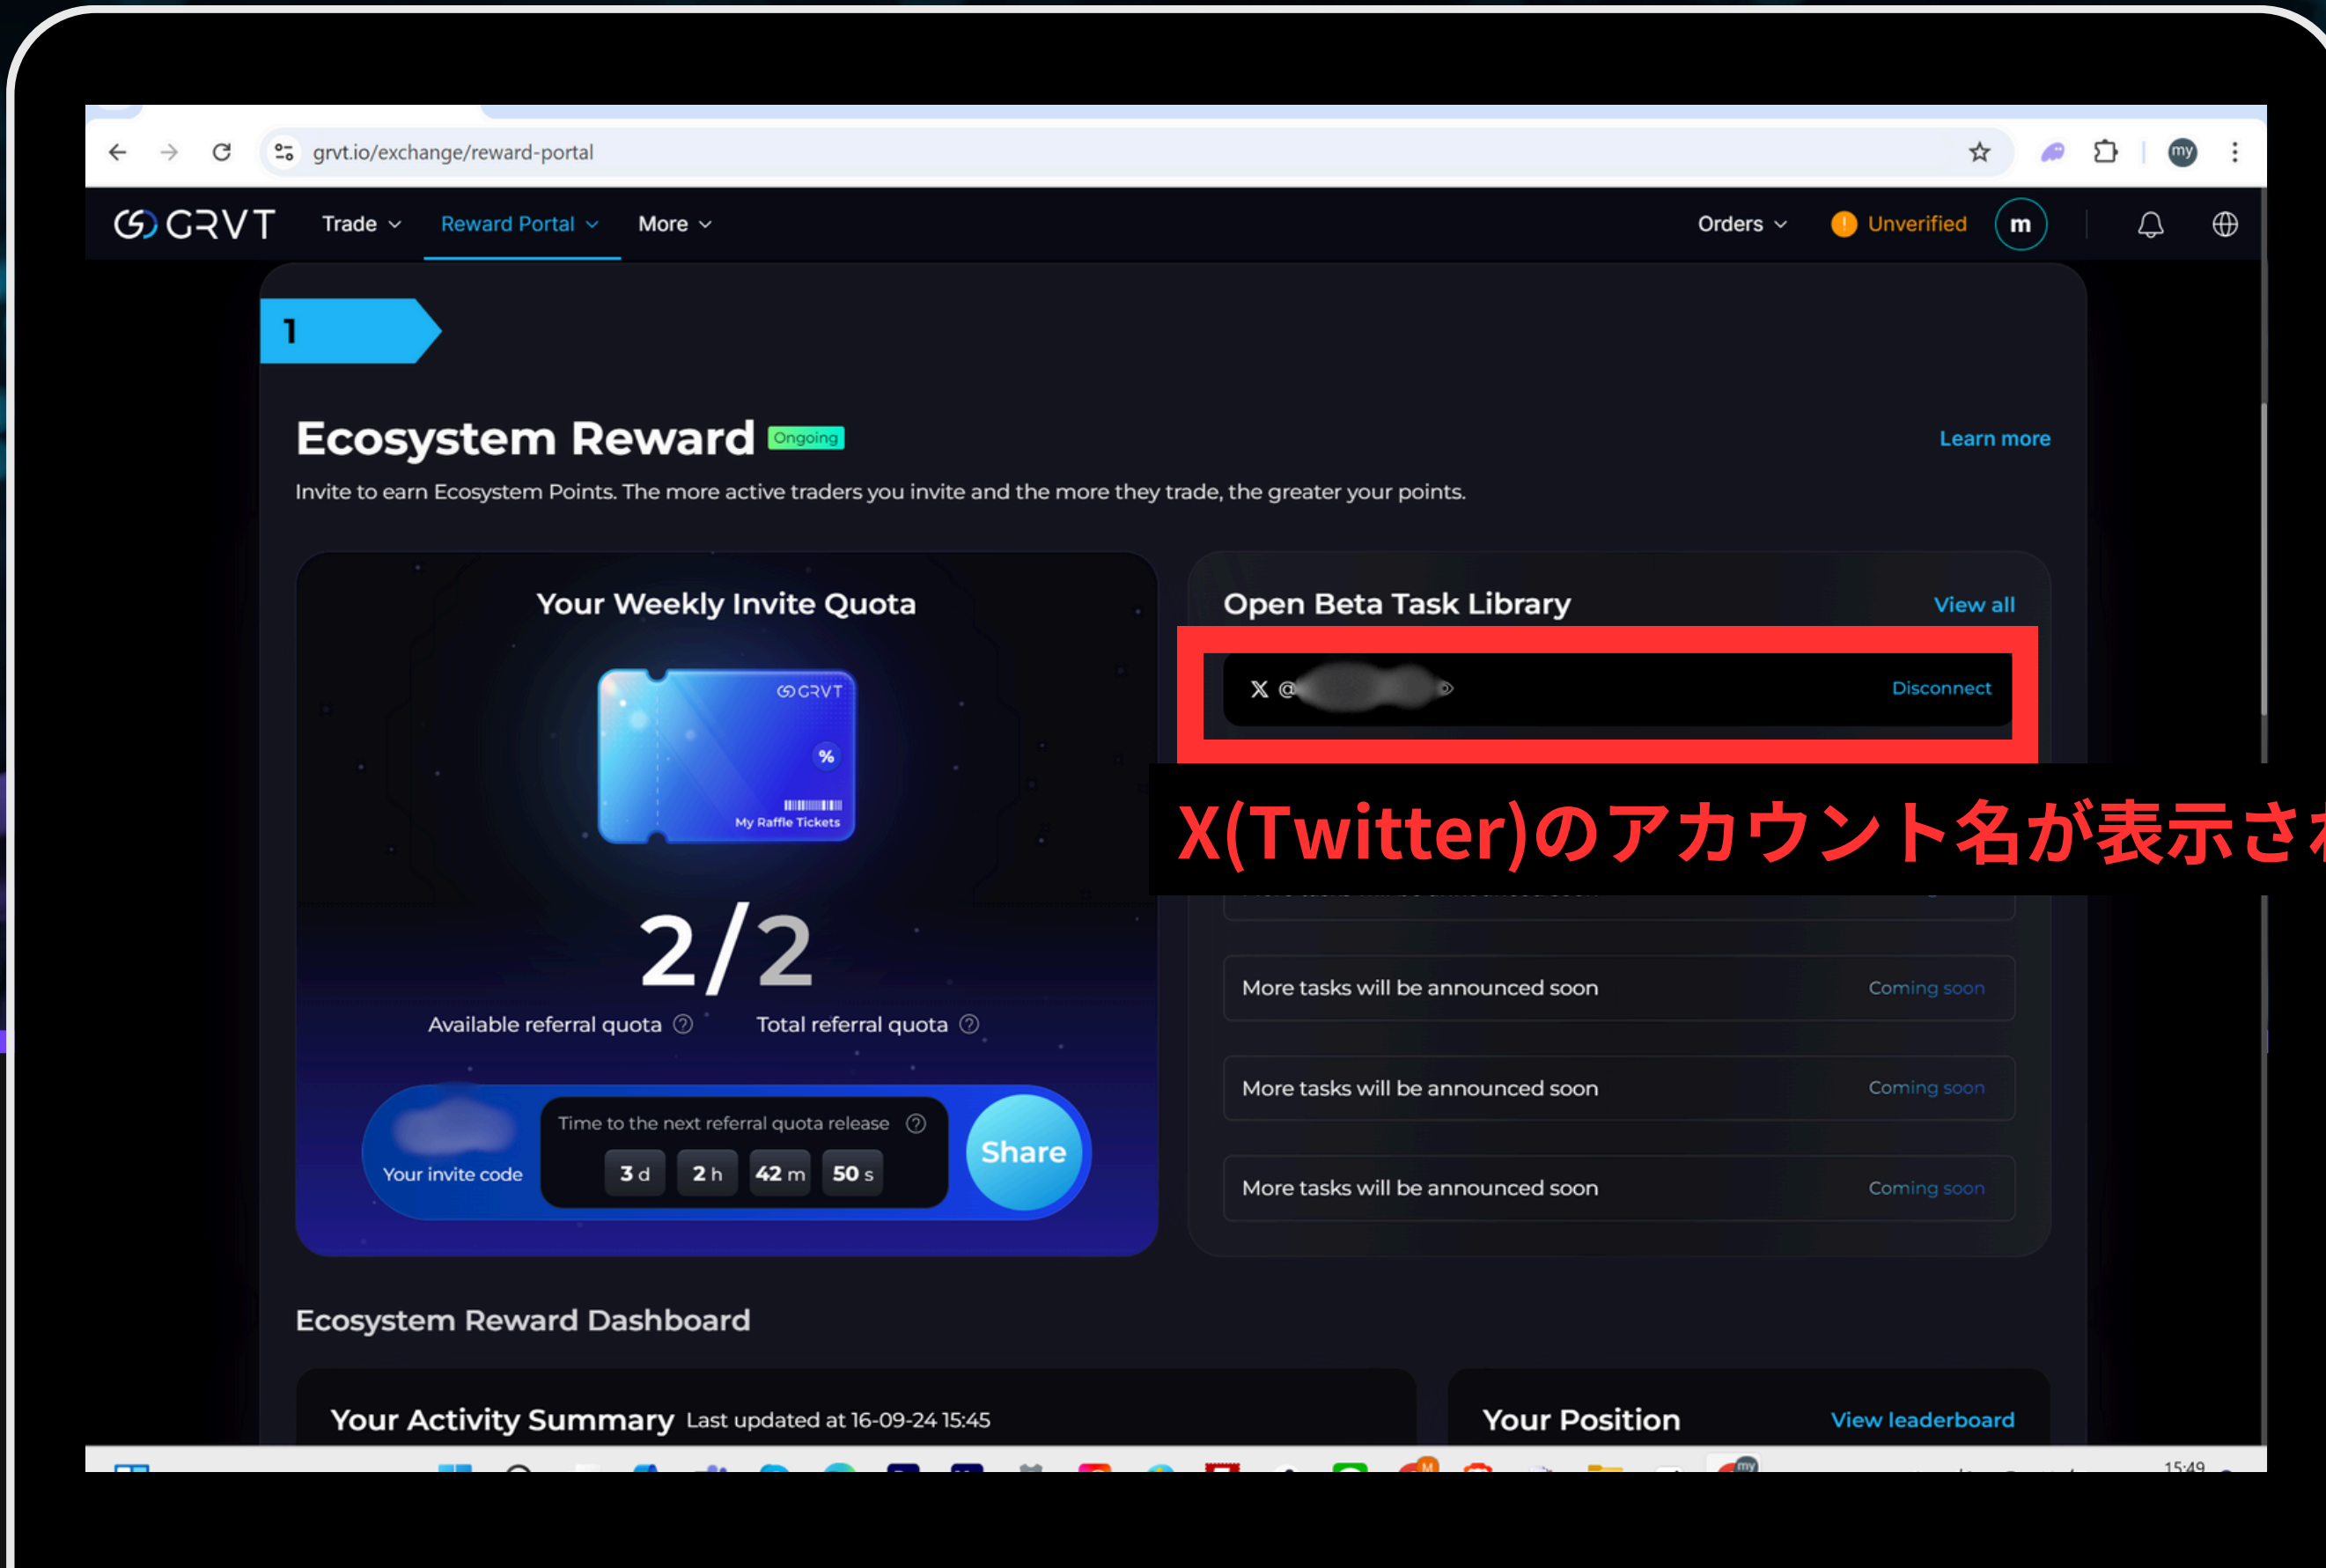 grvt.io/exchange/reward-portal
my
GRVT
Trade
Reward Portal
More
Orders
Unverified
m
1
Ecosystem Reward
Ongoing
Learn more
Invite to earn Ecosystem Points. The more active traders you invite and the more they trade, the greater your points.
Your Weekly Invite Quota
GRVT
%
My Raffle Tickets
2/2
Available referral quota
Total referral quota
Your invite code
Time to the next referral quota release
3 d 2 h 42 m 50 s
Share
Open Beta Task Library
View all
X @
Disconnect
X(Twitter)のアカウント名が表示され
More tasks will be announced soon
Coming soon
More tasks will be announced soon
Coming soon
More tasks will be announced soon
Coming soon
Ecosystem Reward Dashboard
Your Activity Summary
Last updated at 16-09-24 15:45
Your Position
View leaderboard
M
my
15:49